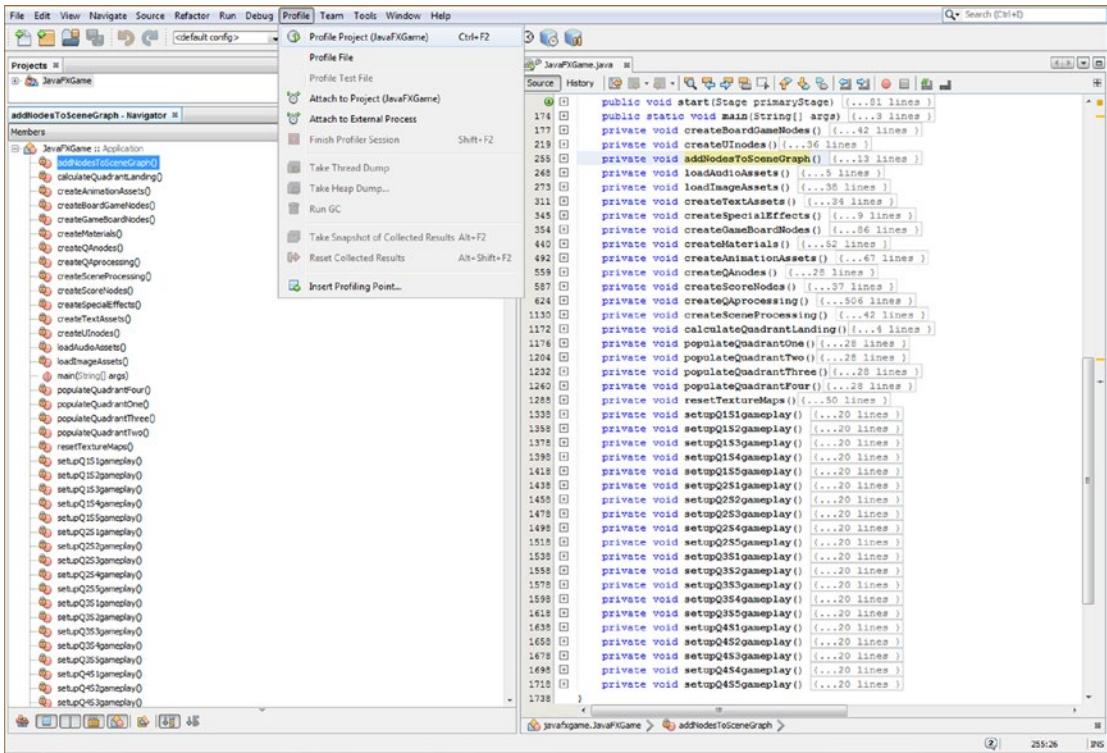 File Edit View Navigate Source Refactor Run Debug Profile Team Tools Window Help
Search (Ctrl+I)
<default config>
Profile Project (JavaFXGame) Ctrl+F2
Profile File
Profile Test File
Attach to Project (JavaFXGame)
Attach to External Process
Finish Profiler Session Shift+F2
Take Thread Dump
Take Heap Dump...
Run GC
Take Snapshot of Collected Results Alt+F2
Reset Collected Results Alt+Shift+F2
Insert Profiling Point...
Projects
JavaFXGame
addNodesToSceneGraph - Navigator
Members
JavaFXGame :: Application
addNodesToSceneGraph()
calculateQuadrantLanding()
createAnimationAssets()
createBoardGameNodes()
createGameBoardNodes()
createMaterials()
createQAnodes()
createQAprocessing()
createSceneProcessing()
createScoreNodes()
createSpecialEffects()
createTextAssets()
createUInodes()
loadAudioAssets()
loadImageAssets()
main(String[] args)
populateQuadrantFour()
populateQuadrantOne()
populateQuadrantThree()
populateQuadrantTwo()
resetTextureMaps()
setupQ1S1gameplay()
setupQ1S2gameplay()
setupQ1S3gameplay()
setupQ1S4gameplay()
setupQ1S5gameplay()
setupQ2S1gameplay()
setupQ2S2gameplay()
setupQ2S3gameplay()
setupQ2S4gameplay()
setupQ2S5gameplay()
setupQ3S1gameplay()
setupQ3S2gameplay()
setupQ3S3gameplay()
setupQ3S4gameplay()
setupQ3S5gameplay()
setupQ4S1gameplay()
setupQ4S2gameplay()
setupQ4S3gameplay()
JavaFXGame.java
Source History
public void start(Stage primaryStage) {...81 lines }
174 public static void main(String[] args) {...3 lines }
177 private void createBoardGameNodes() {...42 lines }
219 private void createUInodes() {...36 lines }
255 private void addNodesToSceneGraph() {...13 lines }
268 private void loadAudioAssets() {...5 lines }
273 private void loadImageAssets() {...38 lines }
311 private void createTextAssets() {...34 lines }
345 private void createSpecialEffects() {...9 lines }
354 private void createGameBoardNodes() {...86 lines }
440 private void createMaterials() {...52 lines }
492 private void createAnimationAssets() {...67 lines }
559 private void createQAnodes() {...28 lines }
587 private void createScoreNodes() {...37 lines }
624 private void createQAprocessing() {...506 lines }
1130 private void createSceneProcessing() {...42 lines }
1172 private void calculateQuadrantLanding() {...4 lines }
1176 private void populateQuadrantOne() {...28 lines }
1204 private void populateQuadrantTwo() {...28 lines }
1232 private void populateQuadrantThree() {...28 lines }
1260 private void populateQuadrantFour() {...28 lines }
1288 private void resetTextureMaps() {...50 lines }
1338 private void setupQ1S1gameplay() {...20 lines }
1358 private void setupQ1S2gameplay() {...20 lines }
1378 private void setupQ1S3gameplay() {...20 lines }
1398 private void setupQ1S4gameplay() {...20 lines }
1418 private void setupQ1S5gameplay() {...20 lines }
1438 private void setupQ2S1gameplay() {...20 lines }
1458 private void setupQ2S2gameplay() {...20 lines }
1478 private void setupQ2S3gameplay() {...20 lines }
1498 private void setupQ2S4gameplay() {...20 lines }
1518 private void setupQ2S5gameplay() {...20 lines }
1538 private void setupQ3S1gameplay() {...20 lines }
1558 private void setupQ3S2gameplay() {...20 lines }
1578 private void setupQ3S3gameplay() {...20 lines }
1598 private void setupQ3S4gameplay() {...20 lines }
1618 private void setupQ3S5gameplay() {...20 lines }
1638 private void setupQ4S1gameplay() {...20 lines }
1658 private void setupQ4S2gameplay() {...20 lines }
1678 private void setupQ4S3gameplay() {...20 lines }
1698 private void setupQ4S4gameplay() {...20 lines }
1718 private void setupQ4S5gameplay() {...20 lines }
1738 }
javafxgame.JavaFXGame > addNodesToSceneGraph >
2 255:26 INS